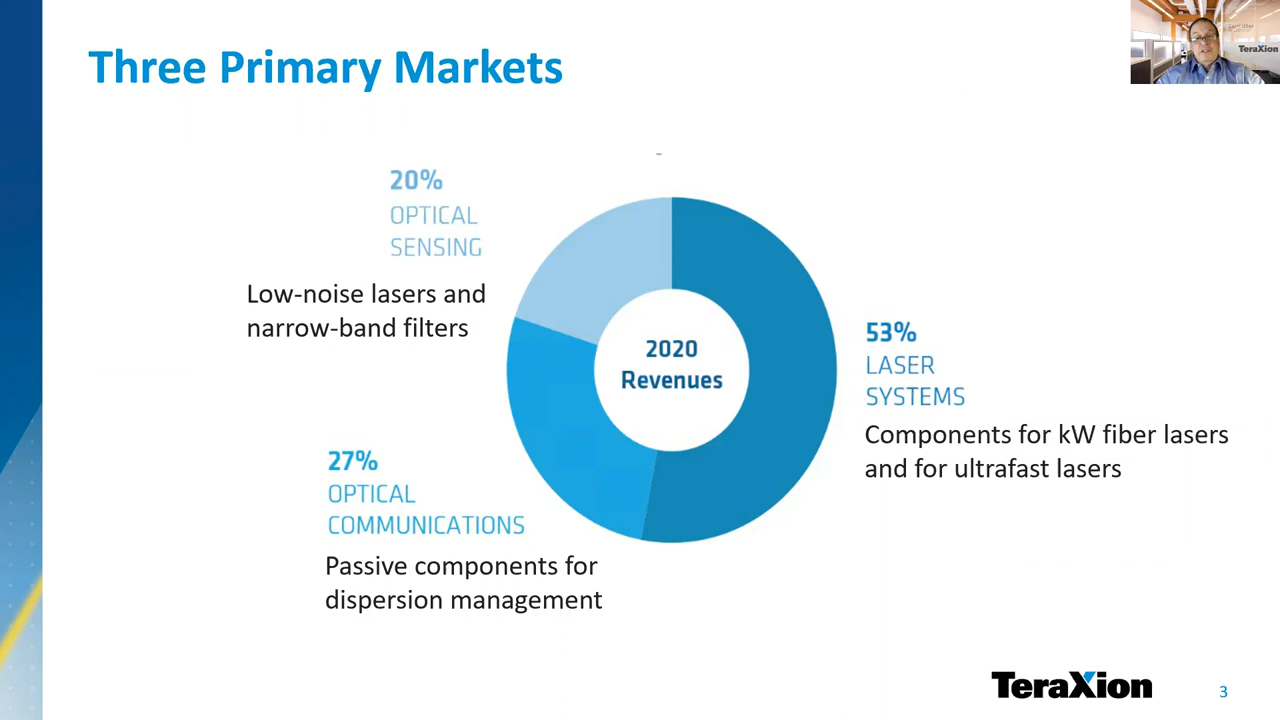 Three Primary Markets
TeraXion
20%
OPTICAL
SENSING
Low-noise lasers and
narrow-band filters
2020
Revenues
53%
LASER
SYSTEMS
Components for kW fiber lasers
and for ultrafast lasers
27%
OPTICAL
COMMUNICATIONS
Passive components for
dispersion management
TeraXion
3